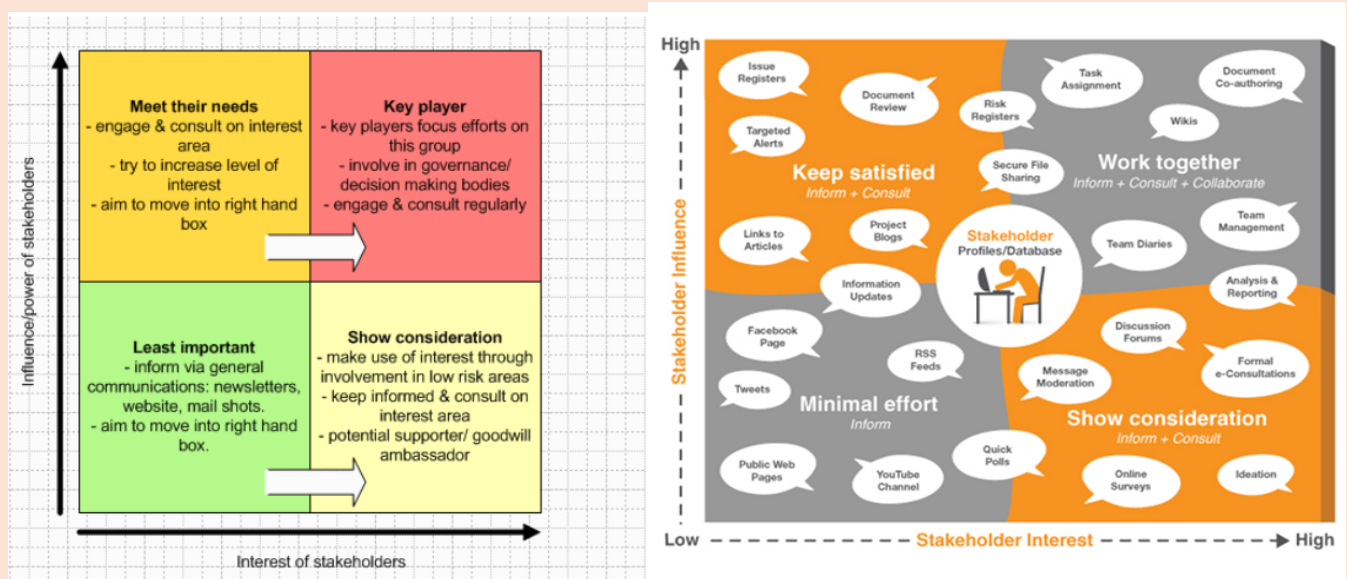 Influence/power of stakeholders
Meet their needs
- engage & consult on interest
area
- try to increase level of
interest
- aim to move into right hand
box
Key player
- key players focus efforts on
this group
- involve in governance/
decision making bodies
- engage & consult regularly
Least important
- inform via general
communications: newsletters,
website, mail shots.
- aim to move into right hand
box.
Show consideration
- make use of interest through
involvement in low risk areas
- keep informed & consult on
interest area
- potential supporter/ goodwill
ambassador
Interest of stakeholders
High
Stakeholder Influence
Issue
Registers
Document
Review
Targeted
Alerts
Keep satisfied
Inform + Consult
Links to
Articles
Project
Blogs
Information
Updates
Risk
Registers
Task
Assignment
Document
Co-authoring
Wikis
Secure File
Sharing
Work together
Inform + Consult + Collaborate
Team
Management
Team Diaries
Analysis &
Reporting
Stakeholder
Profiles/Database
Facebook
Page
RSS
Feeds
Tweets
Minimal effort
Inform
Public Web
Pages
YouTube
Channel
Quick
Polls
Discussion
Forums
Formal
e-Consultations
Message
Moderation
Show consideration
Inform + Consult
Online
Surveys
Ideation
Low
Stakeholder Interest
High